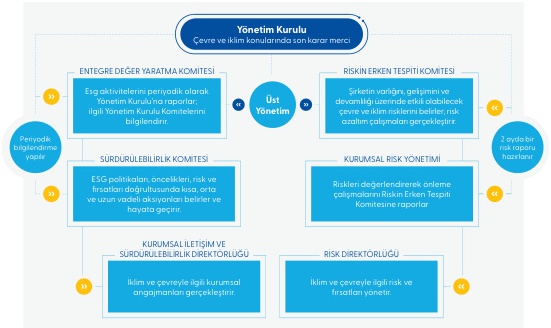 Yönetim Kurulu
Çevre ve iklim konularında son karar merci
ENTEGRE DEĞER YARATMA KOMİTESİ
Esg aktivitelerini periyodik olarak
Yönetim Kurulu'na raporlar;
ilgili Yönetim Kurulu Komitelerini
bilgilendirir.
Üst
Yönetim
RİSKİN ERKEN TESPİTİ KOMİTESİ
Şirketin varlığını, gelişimini ve
devamlılığı üzerinde etkili olabilecek
çevre ve iklim risklerini belirler, risk
azaltım çalışmaları gerçekleştirir.
Periyodik
bilgilendirme
yapılır
2 ayda bir
risk raporu
hazırlanır
SÜRDÜRÜLEBİLİRLİK KOMİTESİ
ESG politikaları, öncelikleri, risk ve
fırsatları doğrultusunda kısa, orta
ve uzun vadeli aksiyonları belirler ve
hayata geçirir.
KURUMSAL RİSK YÖNETİMİ
Riskleri değerlendirerek önleme
çalışmalarını Riskin Erken Tespiti
Komitesine raporlar
KURUMSAL İLETİŞİM VE
SÜRDÜRÜLEBİLİRLİK DİREKTÖRLÜĞÜ
İklim ve çevreyle ilgili kurumsal
angajmanları gerçekleştirir.
RİSK DİREKTÖRLÜĞÜ
İklim ve çevreyle ilgili risk ve
fırsatları yönetir.